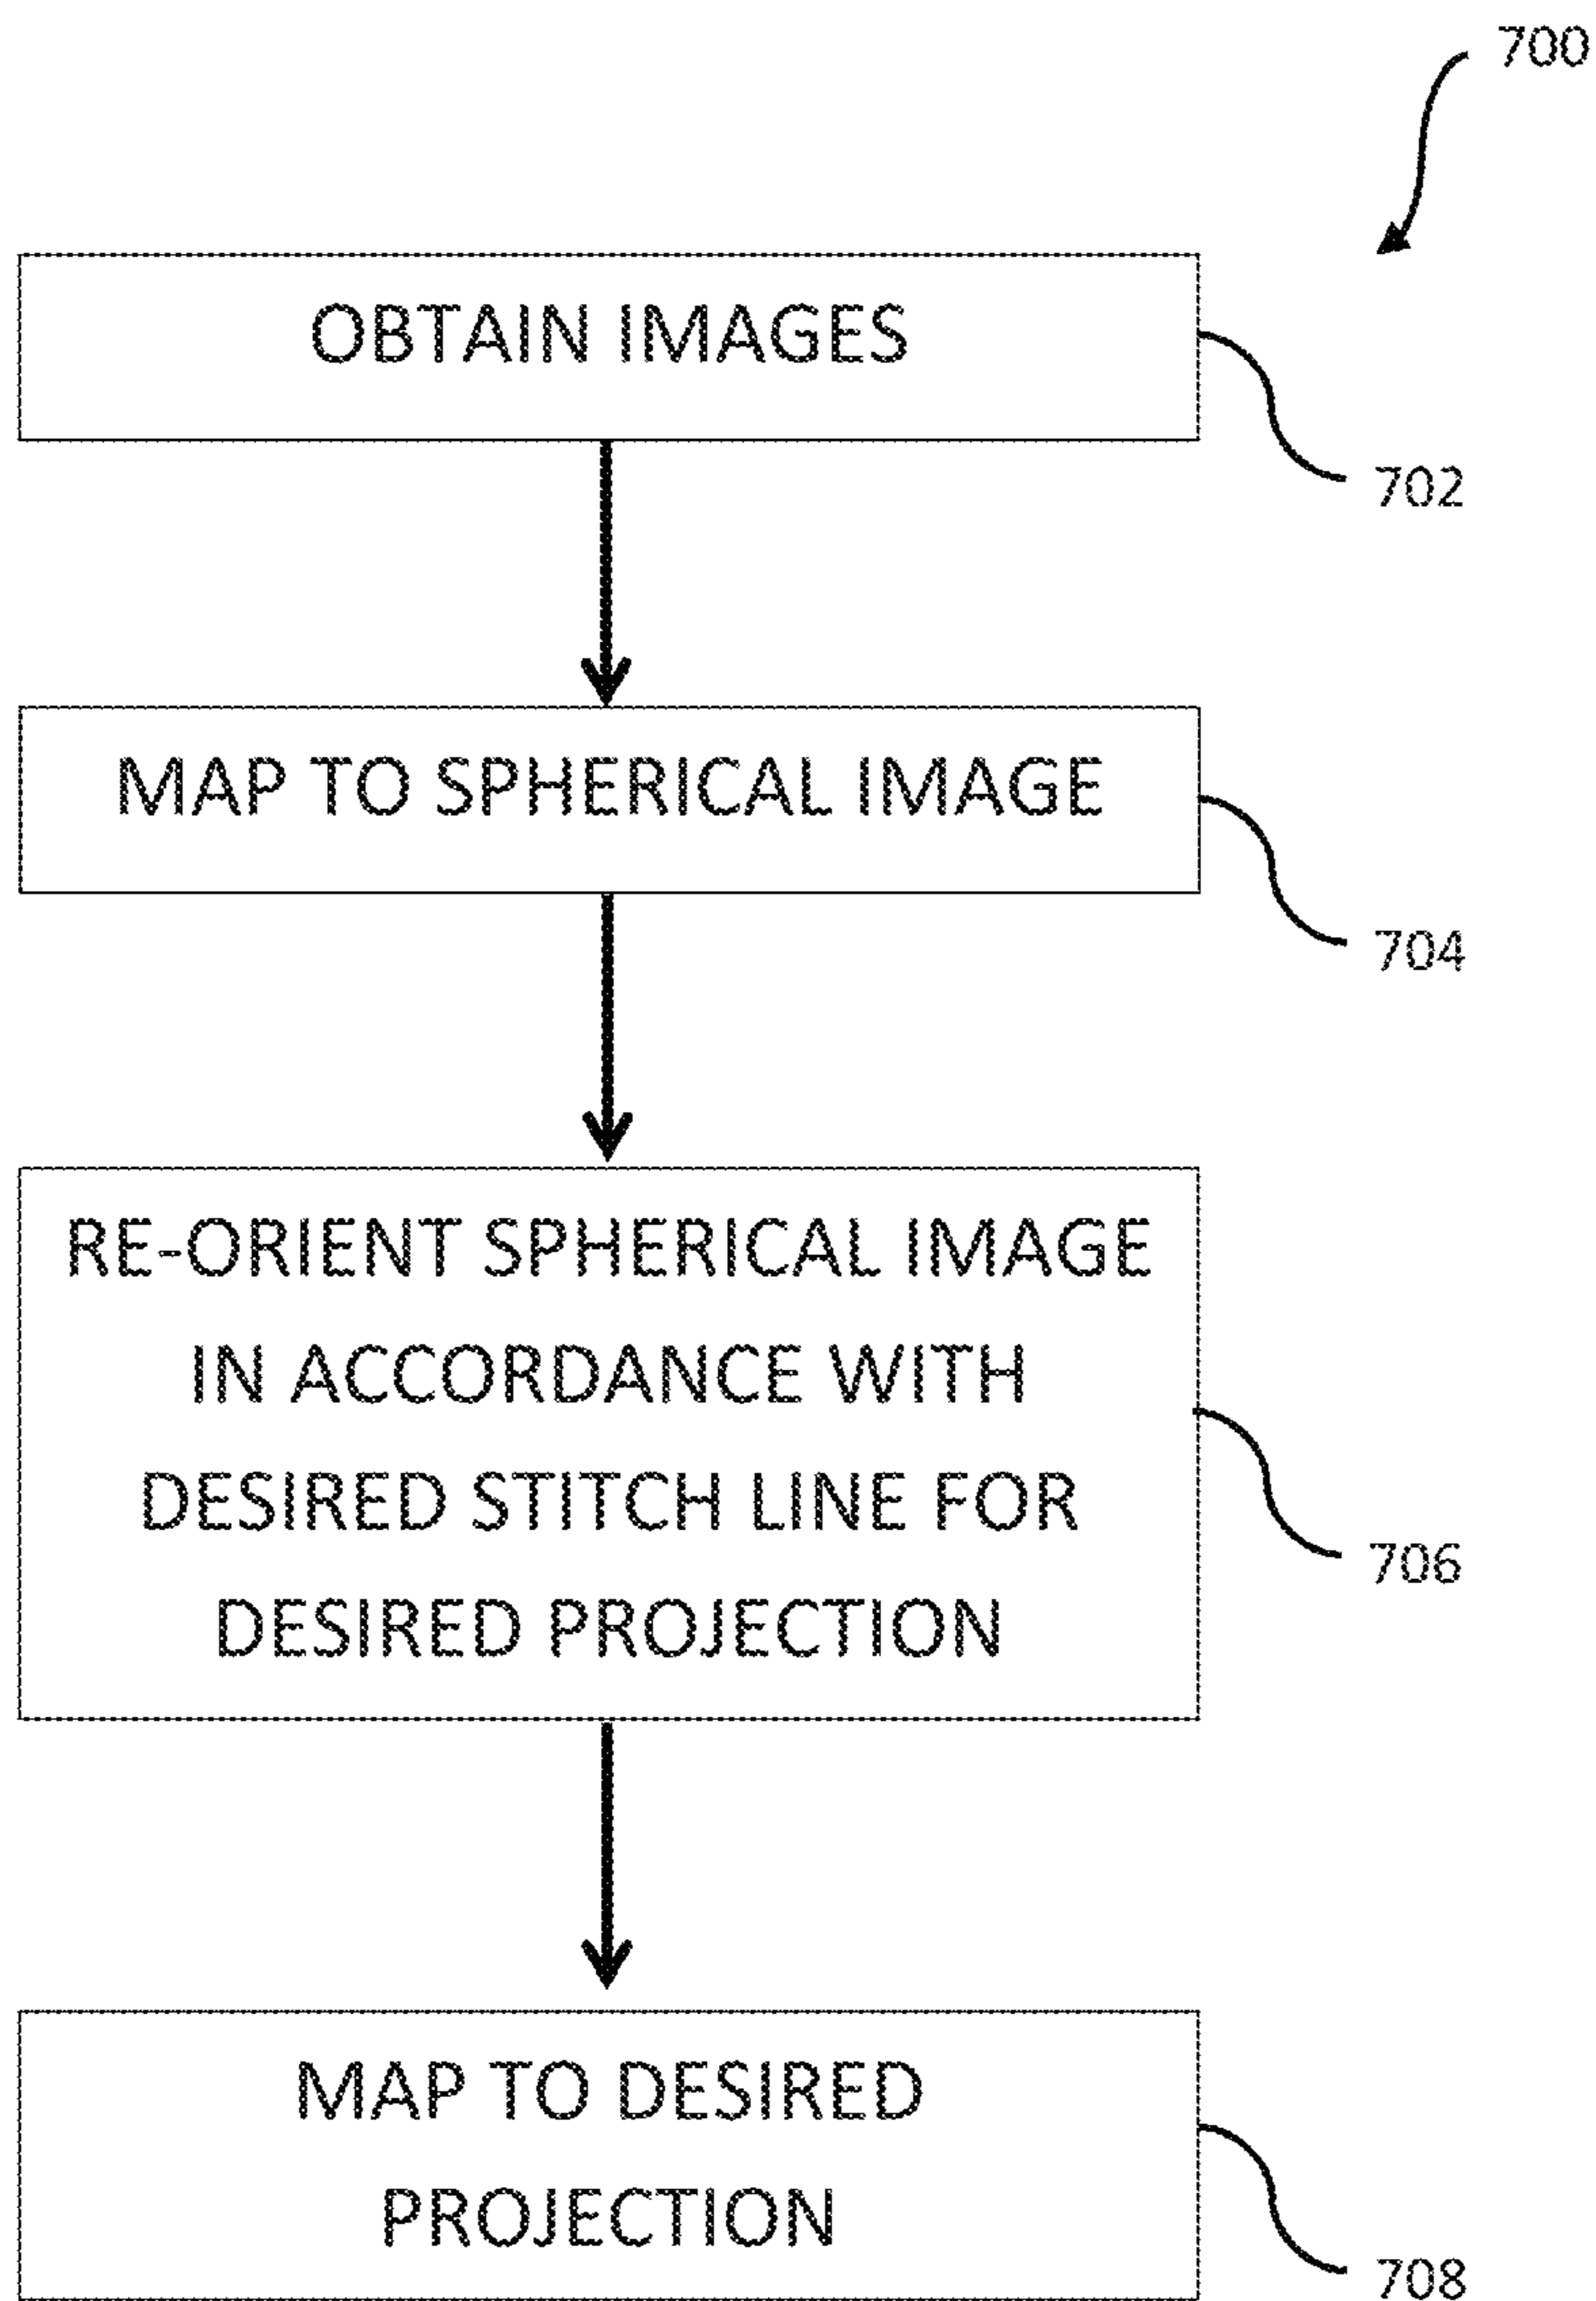 700
OBTAIN IMAGES
702
MAP TO SPHERICAL IMAGE
704
RE-ORIENT SPHERICAL IMAGE
IN ACCORDANCE WITH
DESIRED STITCH LINE FOR
DESIRED PROJECTION
706
MAP TO DESIRED
PROJECTION
708